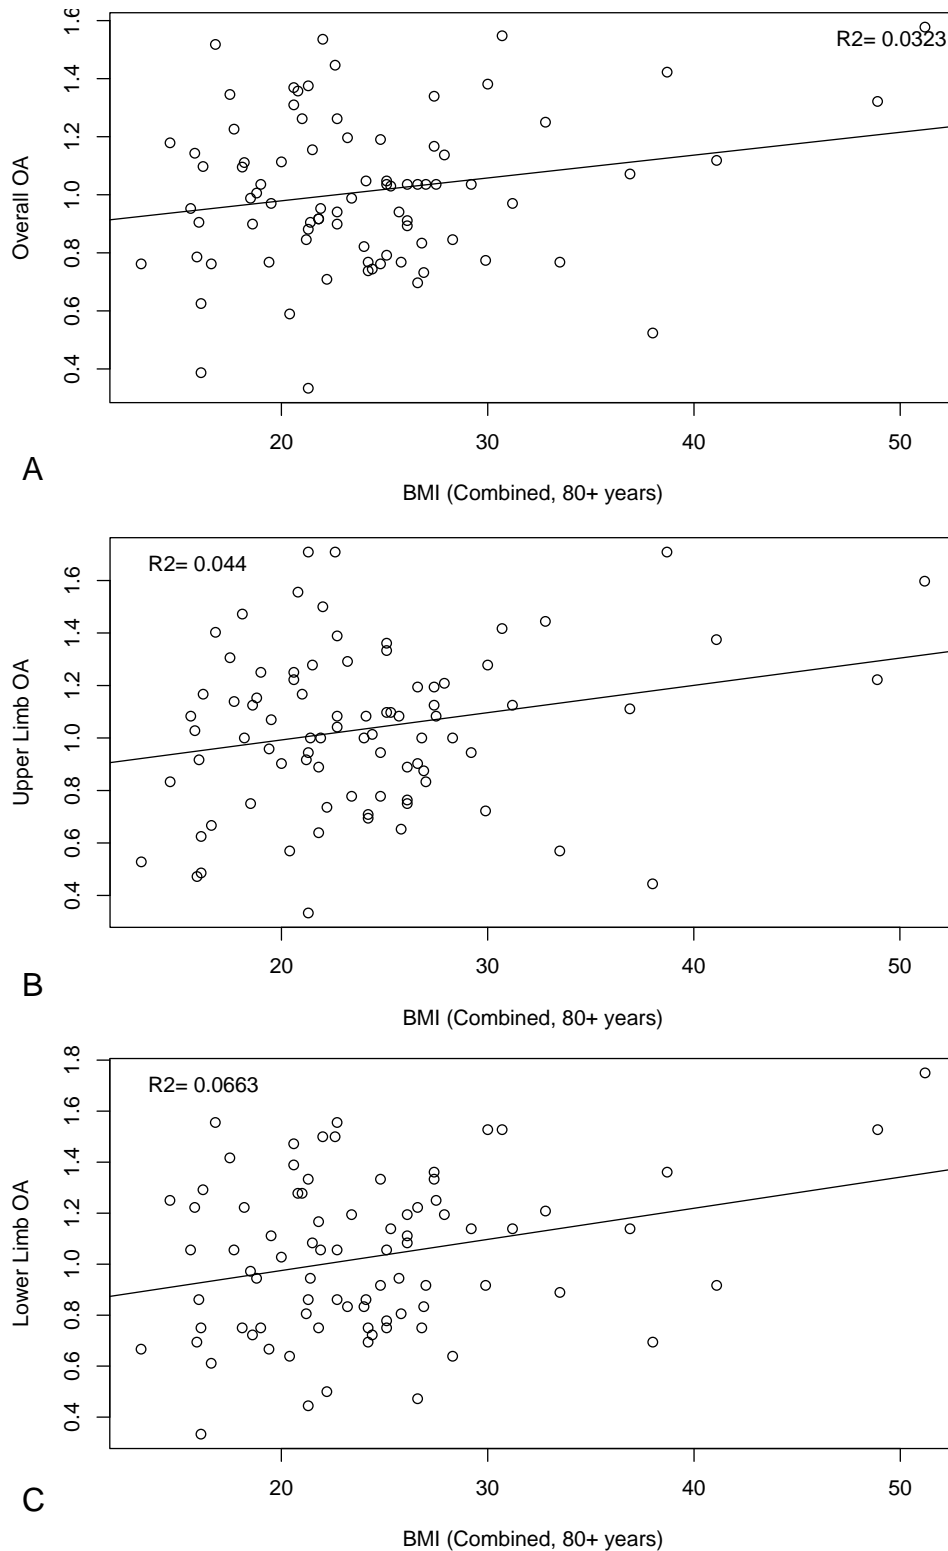 1.6
1.4
1.2
1.0
0.8
0.6
0.4
Overall OA
R2= 0.0323
20 30 40 50
A
BMI (Combined, 80+ years)
R2= 0.044
1.6
1.4
1.2
1.0
0.8
0.6
0.4
Upper Limb OA
20 30 40 50
B
BMI (Combined, 80+ years)
R2= 0.0663
1.8
1.6
1.4
1.2
1.0
0.8
0.6
0.4
Lower Limb OA
20 30 40 50
C
BMI (Combined, 80+ years)